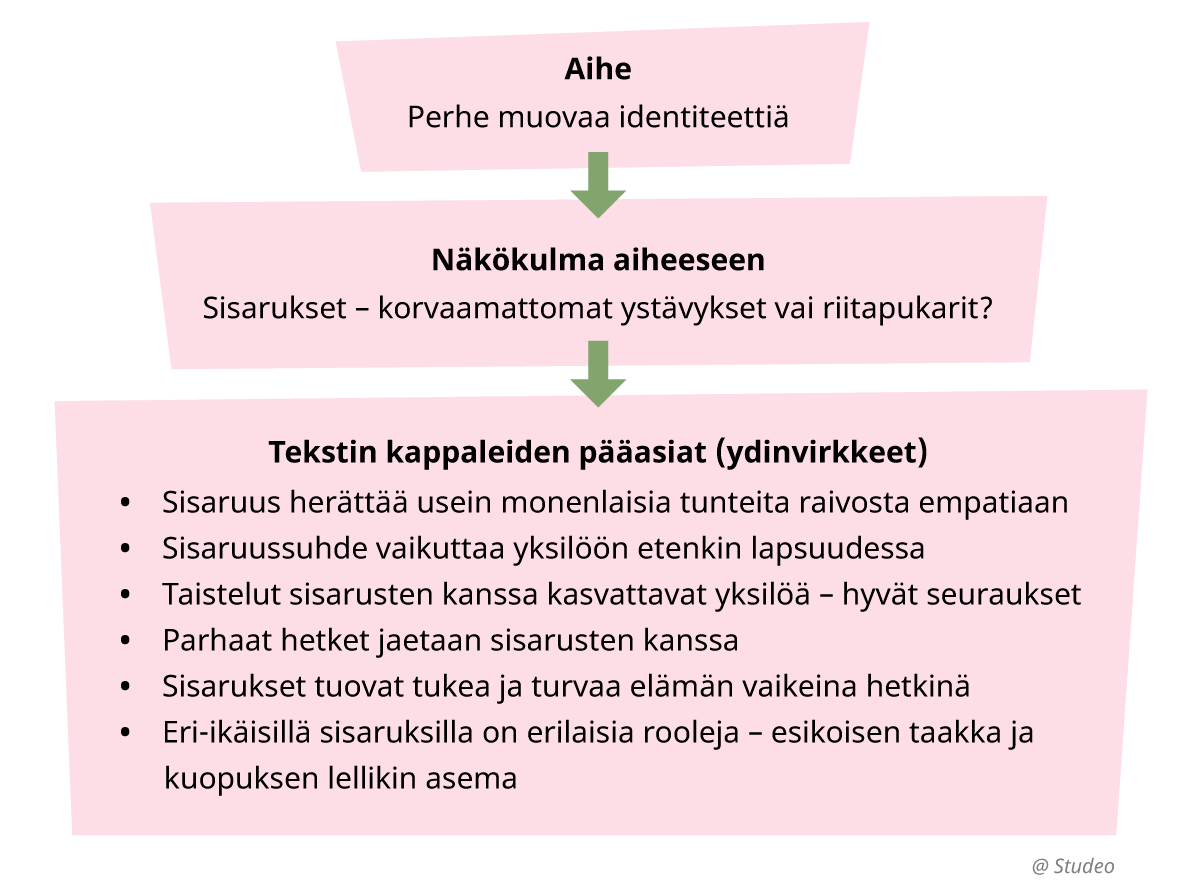 Aihe
Perhe muovaa identiteettiä
Näkökulma aiheeseen
Sisarukset – korvaamattomat ystävykset vai riitapukarit?
Tekstin kappaleiden pääasiat (ydinvirkkeet)
• Sisaruus herättää usein monenlaisia tunteita raivosta empatiaan
• Sisaruussuhde vaikuttaa yksilöön etenkin lapsuudessa
• Taistelut sisarusten kanssa kasvattavat yksilöä – hyvät seuraukset
• Parhaat hetket jaetaan sisarusten kanssa
• Sisarukset tuovat tukea ja turvaa elämän vaikeina hetkinä
• Eri-ikäisillä sisaruksilla on erilaisia rooleja – esikoisen taakka ja
kuopuksen lellikin asema
@ Studeo